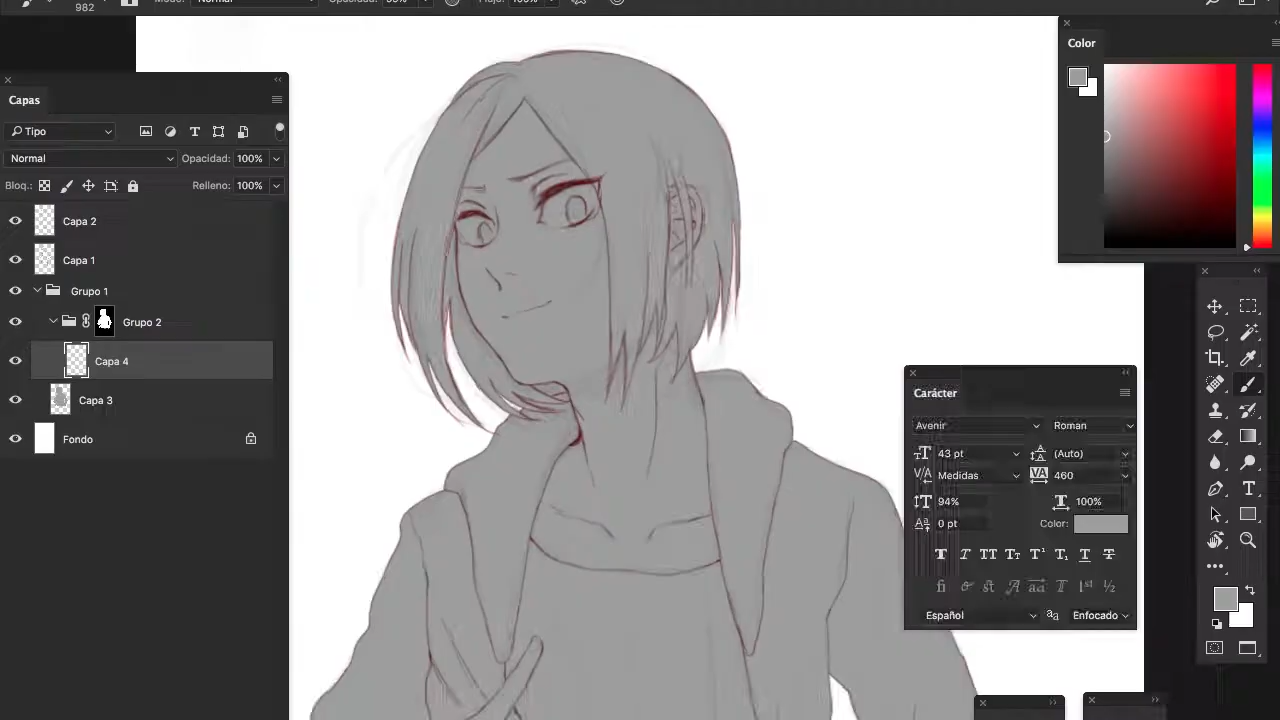 982
Normal
Capas
Tipo
Normal
Opacidad: 100%
Bloq.:
Relleno: 100%
Capa 2
Capa 1
Grupo 1
Grupo 2
Capa 4
Capa 3
Fondo
Color
Carácter
Avenir
Roman
43 pt
(Auto)
Medidas
460
94%
100%
0 pt
Color:
Español
aa
Enfocado